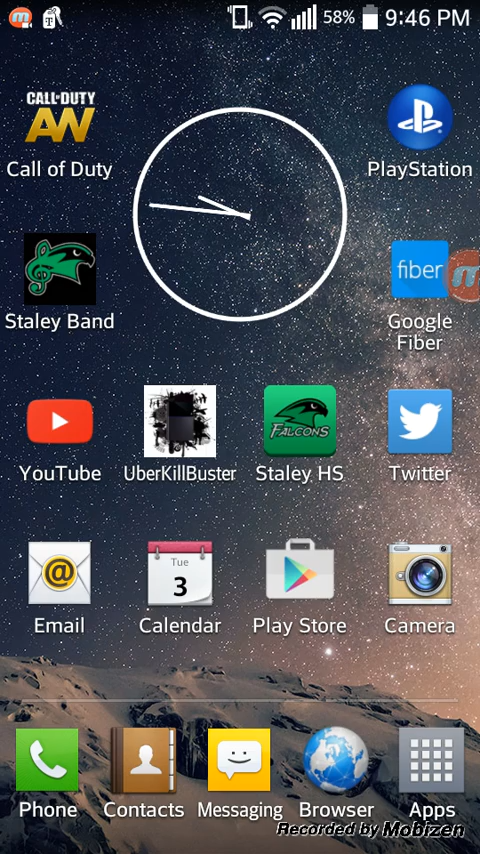 58% 9:46 PM
CALL OF DUTY
AW
Call of Duty
PlayStation
fiber
m
Staley Band
Google
Fiber
FALCONS
YouTube
UberKillBuster
Staley HS
Twitter
Tue
3
@
Email
Calendar
Play Store
Camera
Phone
Contacts
Messaging
Browser
Apps
Recorded by Mobizen